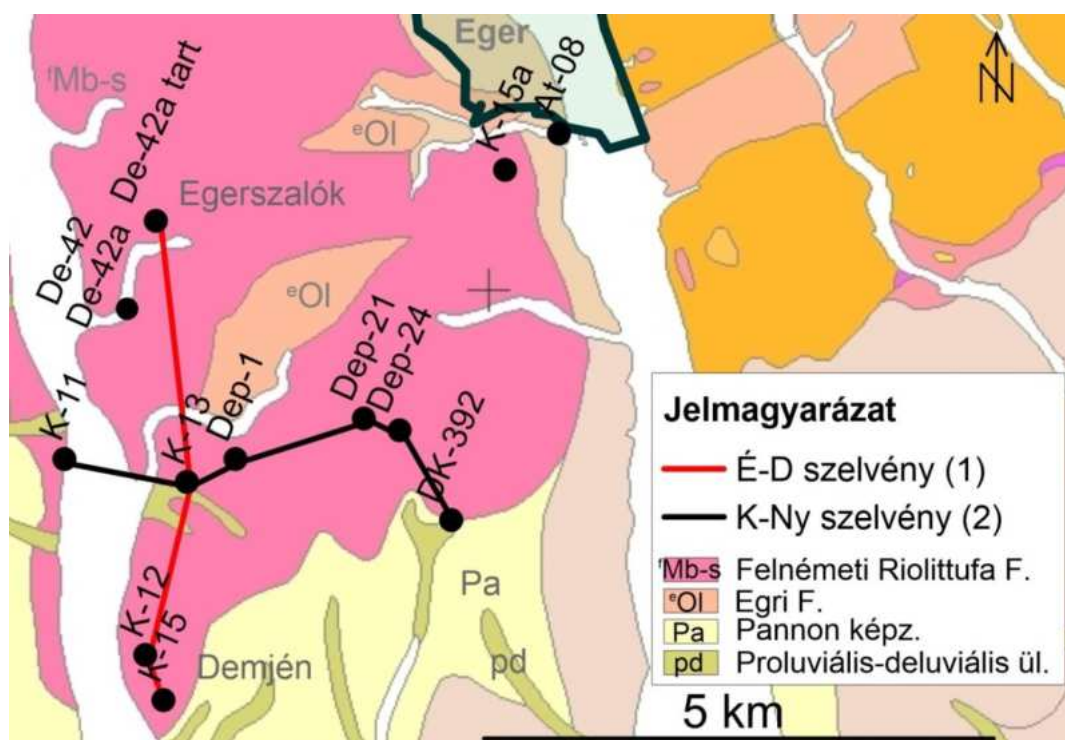 Eger
ᶠMb-s
De-42a tart
K-15a
At-08
N
ᵉOl
Egerszalók
De-42
De-42a
ᵉOl
Dep-21
Dep-24
K-11
K-13
Dep-1
DK-392
Jelmagyarázat
É-D szelvény (1)
K-Ny szelvény (2)
ᶠMb-s Felnémeti Riolittufa F.
ᵉOl Egri F.
Pa Pannon képz.
pd Proluviális-deluviális ül.
Pa
K-12
K-15
Demjén
pd
5 km